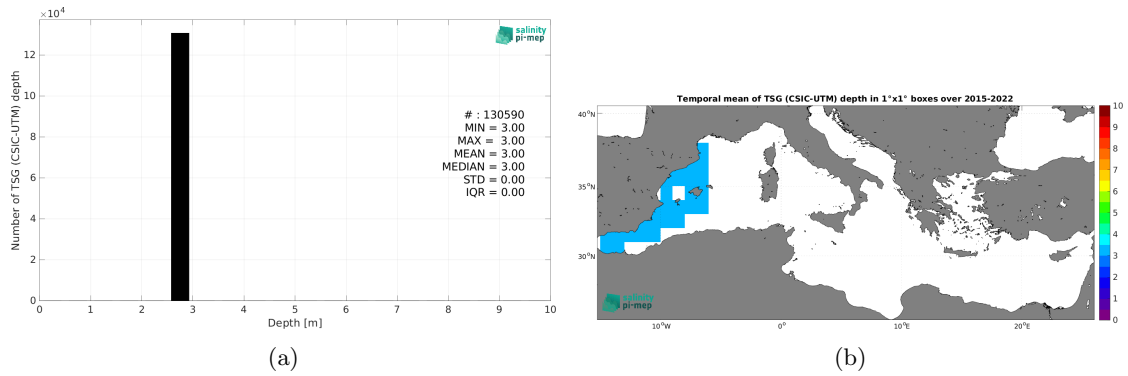 ×10⁴
salinity
pi-mep
12
10
8
6
4
2
0
Number of TSG (CSIC-UTM) depth
# : 130590
MIN = 3.00
MAX = 3.00
MEAN = 3.00
MEDIAN = 3.00
STD = 0.00
IQR = 0.00
0 1 2 3 4 5 6 7 8 9 10
Depth [m]
(a)
Temporal mean of TSG (CSIC-UTM) depth in 1°x1° boxes over 2015-2022
40°N
35°N
30°N
10°W 0° 10°E 20°E
salinity
pi-mep
10
9
8
7
6
5
4
3
2
1
0
(b)